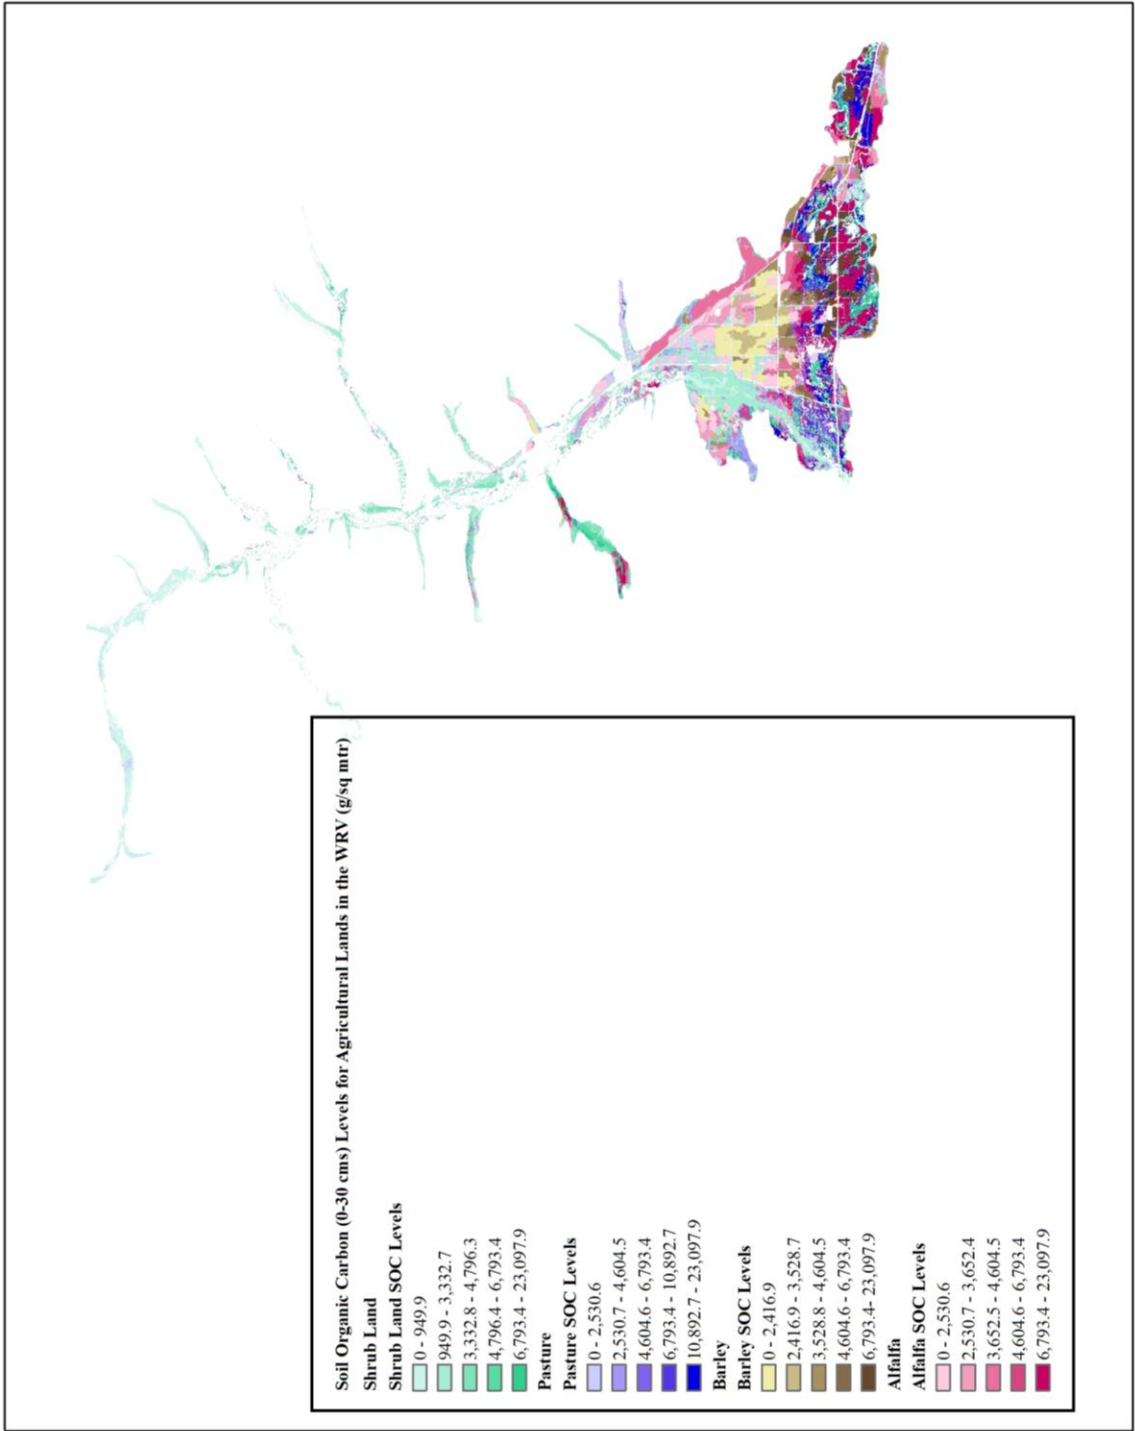 Soil Organic Carbon (0-30 cms) Levels for Agricultural Lands in the WRV (g/sq mtr)
Shrub Land
Shrub Land SOC Levels
0 - 949.9
949.9 - 3,332.7
3,332.8 - 4,796.3
4,796.4 - 6,793.4
6,793.4 - 23,097.9
Pasture
Pasture SOC Levels
0 - 2,530.6
2,530.7 - 4,604.5
4,604.6 - 6,793.4
6,793.4 - 10,892.7
10,892.7 - 23,097.9
Barley
Barley SOC Levels
0 - 2,416.9
2,416.9 - 3,528.7
3,528.8 - 4,604.5
4,604.6 - 6,793.4
6,793.4- 23,097.9
Alfalfa
Alfalfa SOC Levels
0 - 2,530.6
2,530.7 - 3,652.4
3,652.5 - 4,604.5
4,604.6 - 6,793.4
6,793.4 - 23,097.9